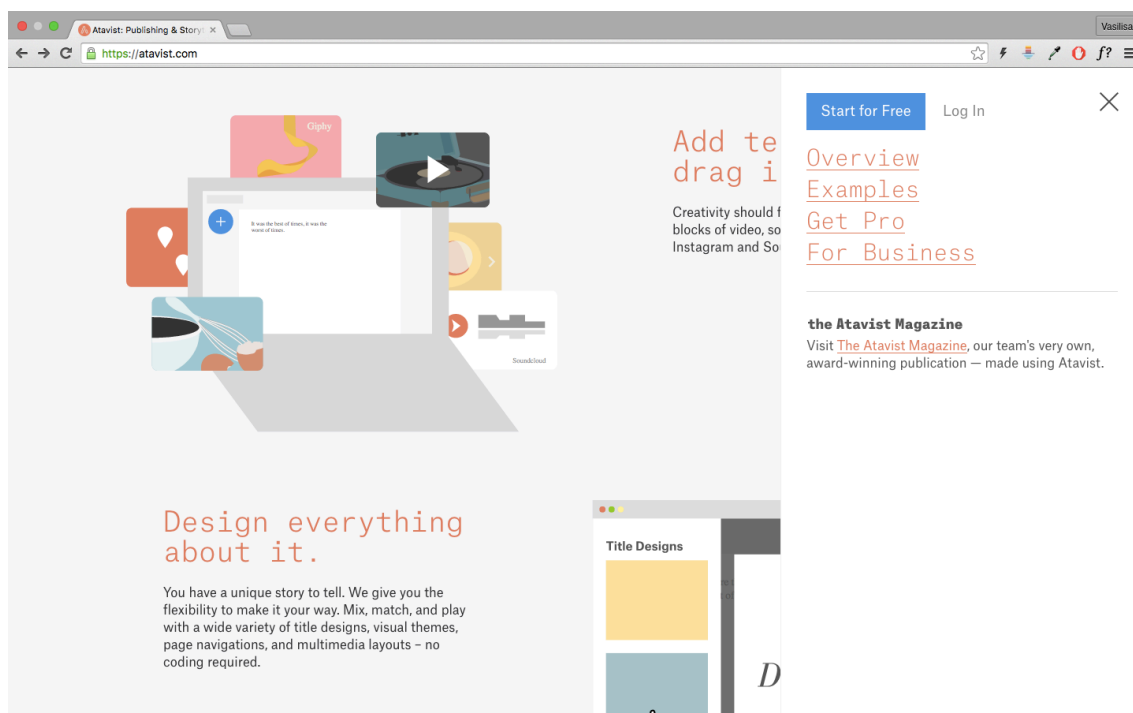 Atavist: Publishing & Story
Vasilisa
https://atavist.com
f?
Giphy
It was the best of times, it was the
worst of times.
Soundcloud
Add te
drag i
Creativity should f
blocks of video, so
Instagram and Sou
Design everything
about it.
You have a unique story to tell. We give you the
flexibility to make it your way. Mix, match, and play
with a wide variety of title designs, visual themes,
page navigations, and multimedia layouts – no
coding required.
Title Designs
D
Start for Free
Log In
Overview
Examples
Get Pro
For Business
the Atavist Magazine
Visit The Atavist Magazine, our team's very own,
award-winning publication — made using Atavist.